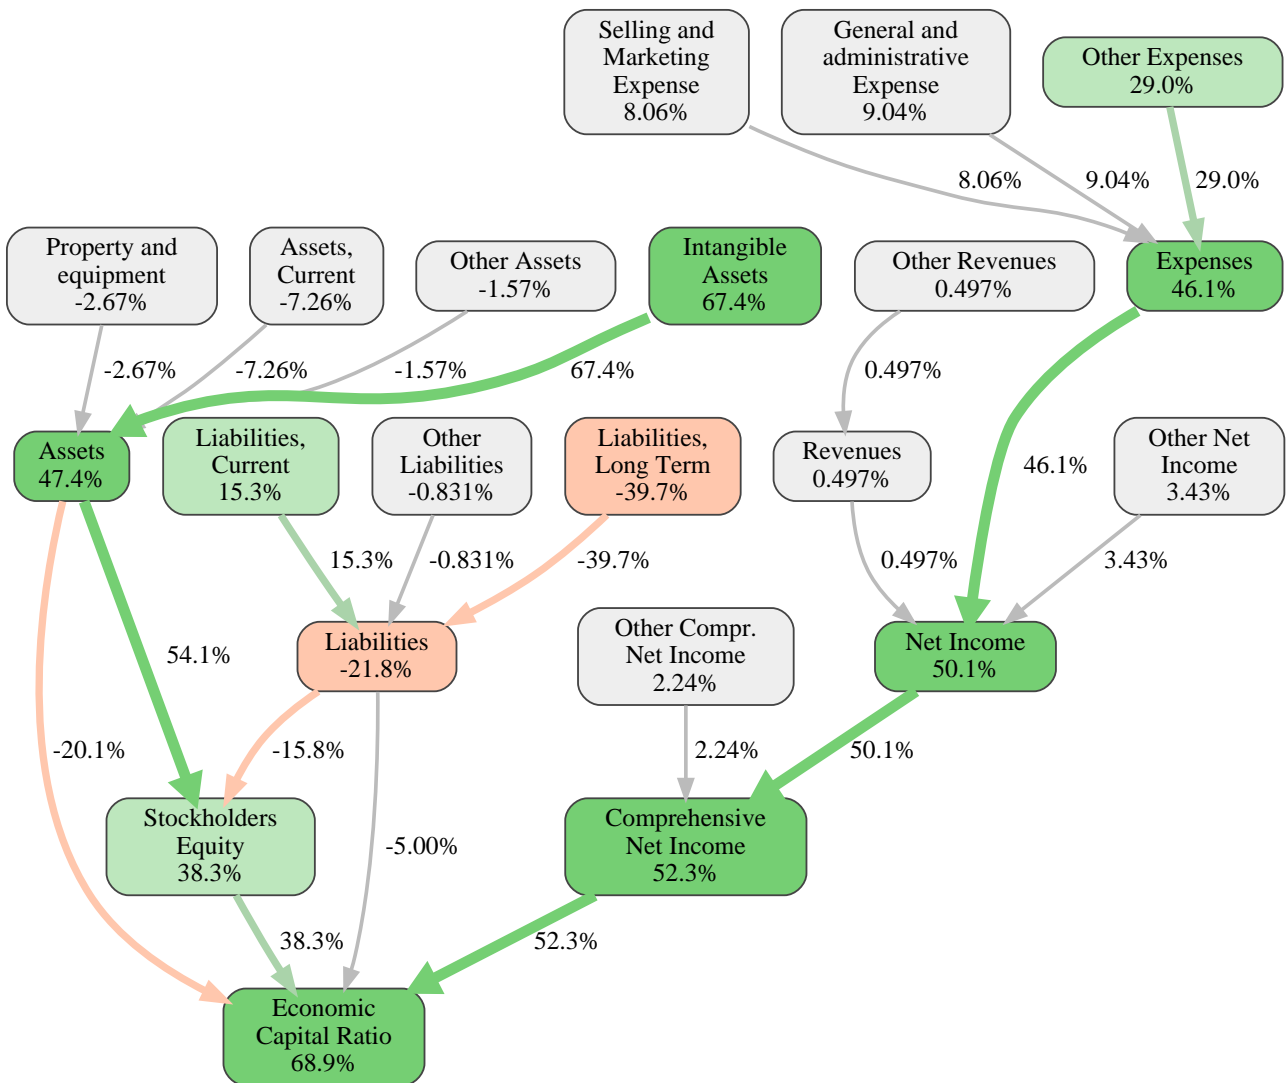 Selling and
Marketing
Expense
8.06%
General and
administrative
Expense
9.04%
Other Expenses
29.0%
8.06%
9.04%
29.0%
Property and
equipment
-2.67%
Assets,
Current
-7.26%
Other Assets
-1.57%
Intangible
Assets
67.4%
Other Revenues
0.497%
Expenses
46.1%
-2.67%
-7.26%
-1.57%
67.4%
0.497%
Assets
47.4%
Liabilities,
Current
15.3%
Other
Liabilities
-0.831%
Liabilities,
Long Term
-39.7%
Revenues
0.497%
46.1%
Other Net
Income
3.43%
15.3%
-0.831%
-39.7%
0.497%
3.43%
54.1%
Liabilities
-21.8%
Other Compr.
Net Income
2.24%
Net Income
50.1%
-20.1%
-15.8%
2.24%
50.1%
Stockholders
Equity
38.3%
-5.00%
Comprehensive
Net Income
52.3%
38.3%
52.3%
Economic
Capital Ratio
68.9%